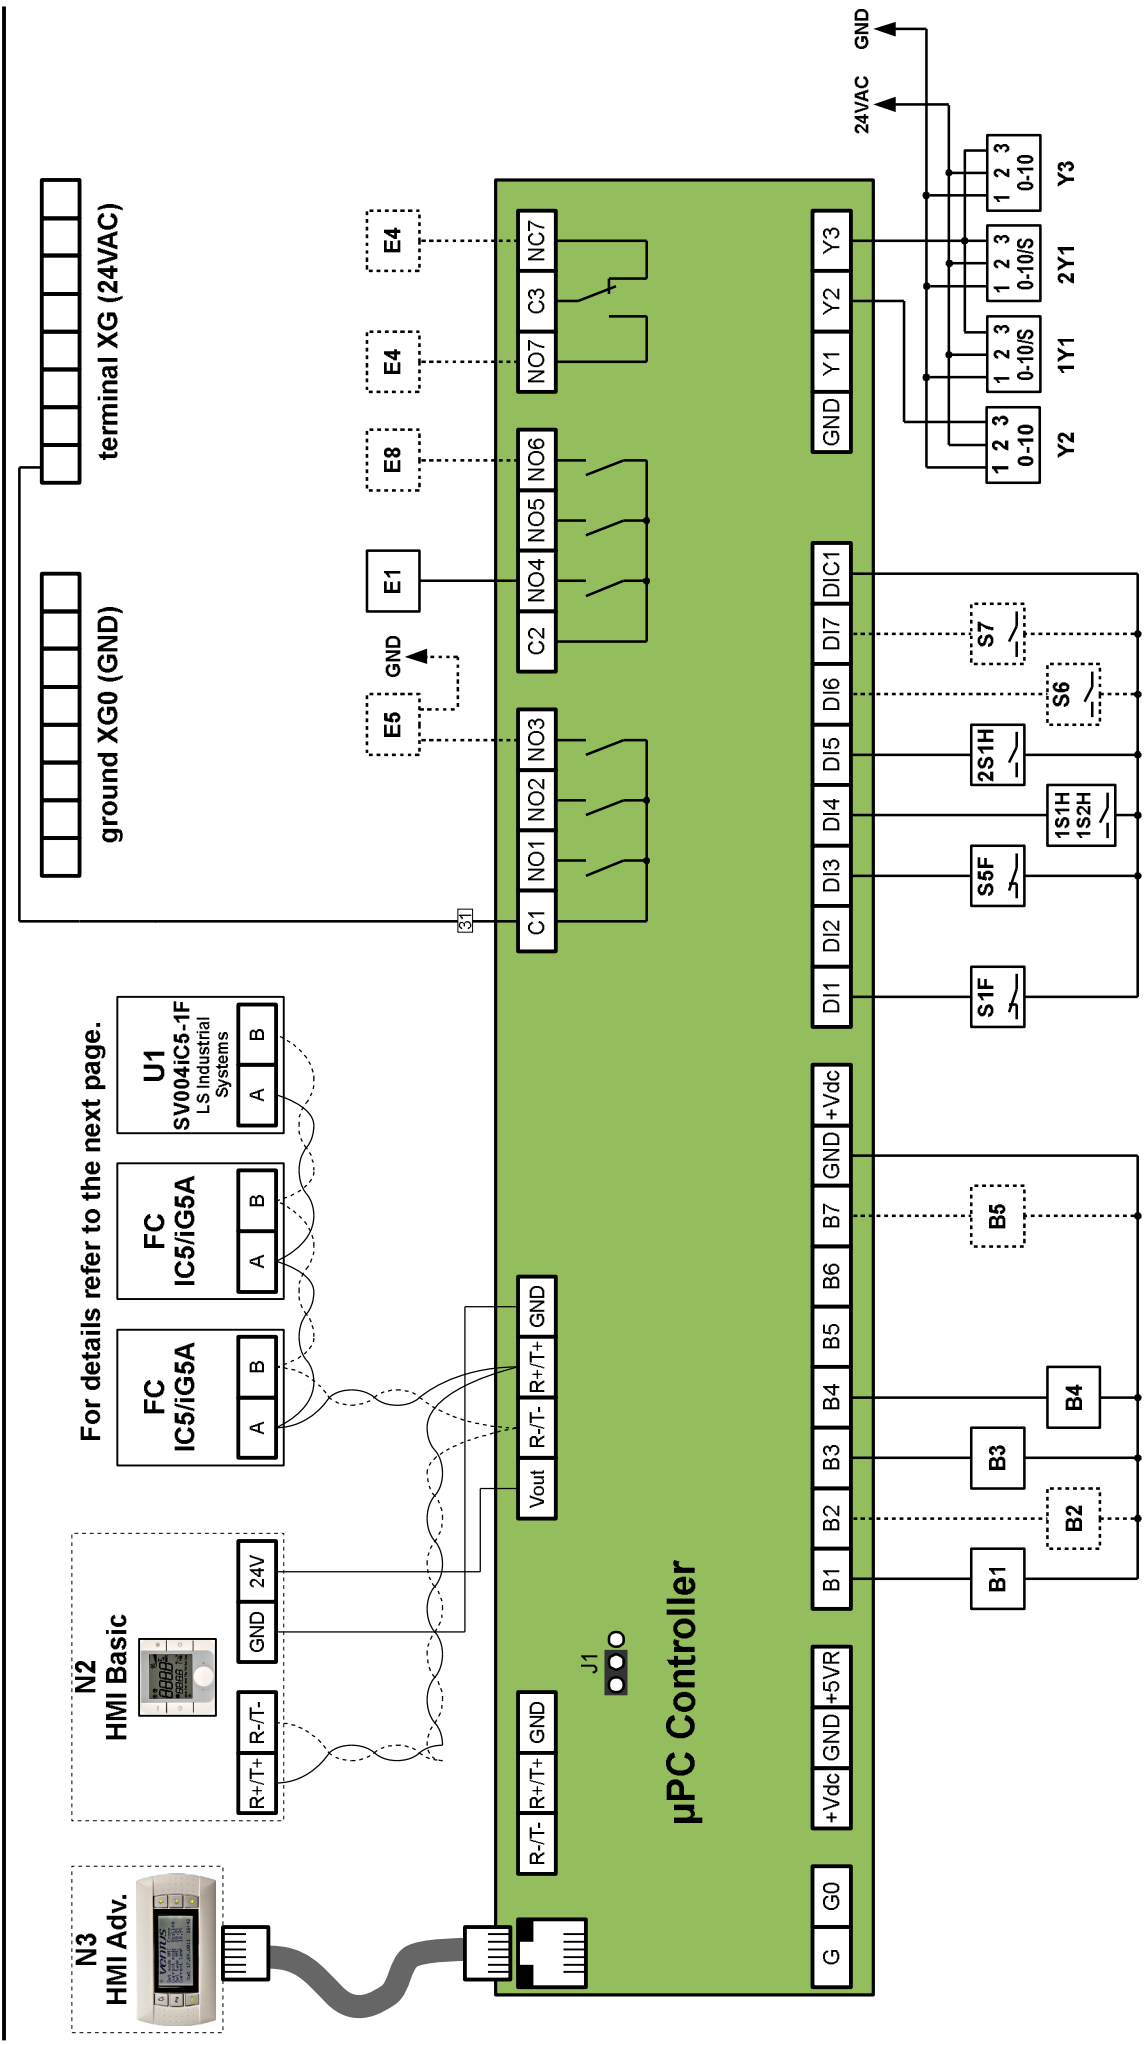 N3
HMI Adv.
ventus
N2
HMI Basic
R+/T+ R-/T-
GND 24V
For details refer to the next page.
FC
IC5/iG5A
A B
FC
IC5/iG5A
A B
U1
SV004iC5-1F
LS Industrial
Systems
A B
ground XG0 (GND)
terminal XG (24VAC)
31
E5
GND
E1
E8
E4
E4
R-/T- R+/T+ GND
Vout R-/T- R+/T+ GND
C1 NO1 NO2 NO3
C2 NO4 NO5 NO6
NO7 C3 NC7
J1
µPC Controller
G G0
+Vdc GND +5VR
B1 B2 B3 B4 B5 B6 B7 GND +Vdc
DI1 DI2 DI3 DI4 DI5 DI6 DI7 DIC1
GND Y1 Y2 Y3
24VAC
GND
B1
B2
B3
B4
B5
S1F
S5F
1S1H
1S2H
2S1H
S6
S7
1 2 3
0-10
Y2
1 2 3
0-10/S
1Y1
1 2 3
0-10/S
2Y1
1 2 3
0-10
Y3